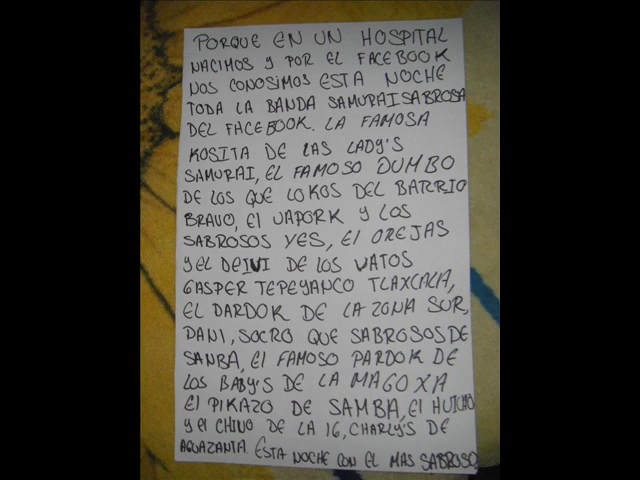 PORQUE EN UN HOSPITAL
NACIMOS Y POR EL FACEBOOK
NOS CONOSIMOS ESTA NOCHE
TODA LA BANDA SAMURAI SABROSA
DEL FACEBOOK. LA FAMOSA
KOSITA DE LAS LADY'S
SAMURAI, EL FAMOSO DUMBO
DE LOS QUE LOKOS DEL BARRIO
BRAVO, El VAPORK Y LOS
SABROSOS YES, El OREJAS
Y EL DEIVI DE LOS VATOS
GASPER TEPEYANCO TLAXCALA,
EL DARDOK DE LA ZONA SUR,
DANI, SOCRO QUE SABROSOS DE
SANBA, El FAMOSO PARDOK DE
LOS BABY'S DE LA MAGOXA
El PIKAZO DE SAMBA, El HUICHO
Y El CHINO DE LA 16, CHARLY'S DE
AGUAZANTA. ESTA NOCHE CON EL MAS SABROSO